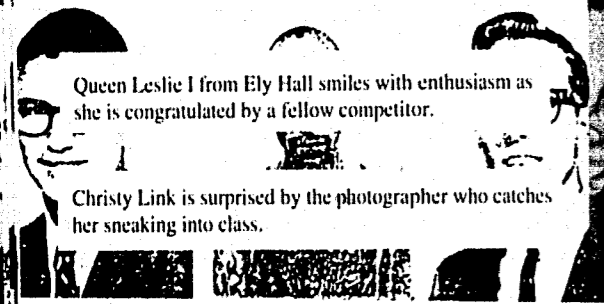 Queen Leslie I from Ely Hall smiles with enthusiasm as
she is congratulated by a fellow competitor.
Christy Link is surprised by the photographer who catches
her sneaking into class.